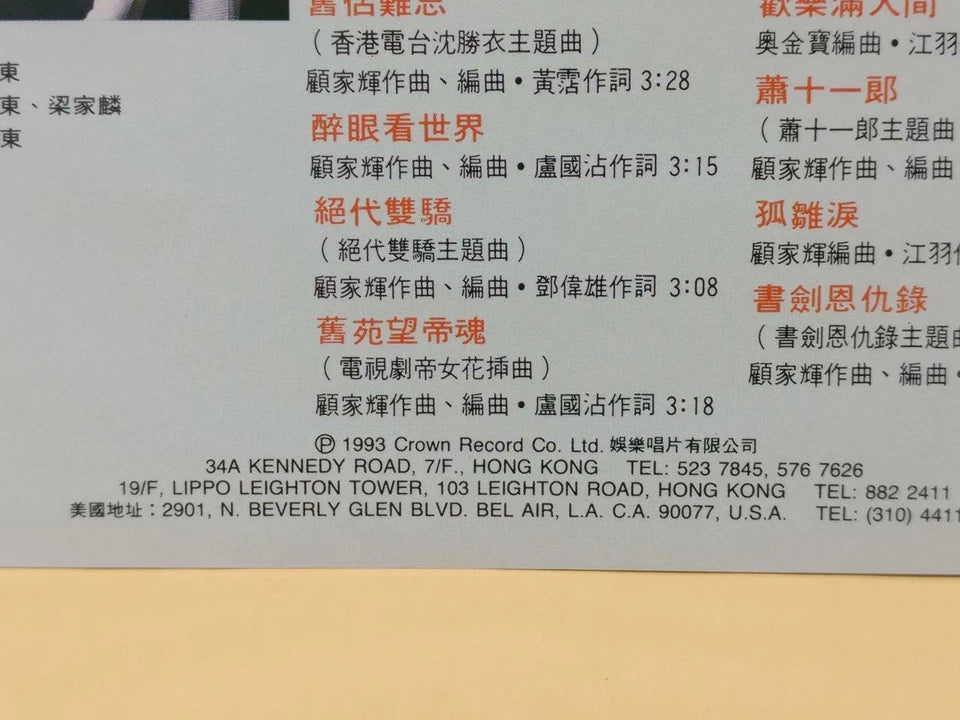 東
東、梁家麟
東
舊侶難忘
(香港電台沈勝衣主題曲)
顧家輝作曲、編曲•黃霑作詞 3:28
醉眼看世界
顧家輝作曲、編曲•盧國沾作詞 3:15
絕代雙驕
(絕代雙驕主題曲)
顧家輝作曲、編曲•鄧偉雄作詞 3:08
舊苑望帝魂
(電視劇帝女花挿曲)
顧家輝作曲、編曲•盧國沾作詞 3:18
歡樂滿人間
奧金寶編曲•江羽
蕭十一郎
(蕭十一郎主題曲
顧家輝作曲、編曲
孤雛淚
顧家輝編曲•江羽
書劍恩仇錄
(書劍恩仇錄主題曲
顧家輝作曲、編曲•
Ⓟ 1993 Crown Record Co. Ltd. 娛樂唱片有限公司
34A KENNEDY ROAD, 7/F., HONG KONG TEL: 523 7845, 576 7626
19/F, LIPPO LEIGHTON TOWER, 103 LEIGHTON ROAD, HONG KONG TEL: 882 2411
美國地址：2901, N. BEVERLY GLEN BLVD. BEL AIR, L.A. C.A. 90077, U.S.A. TEL: (310) 4411